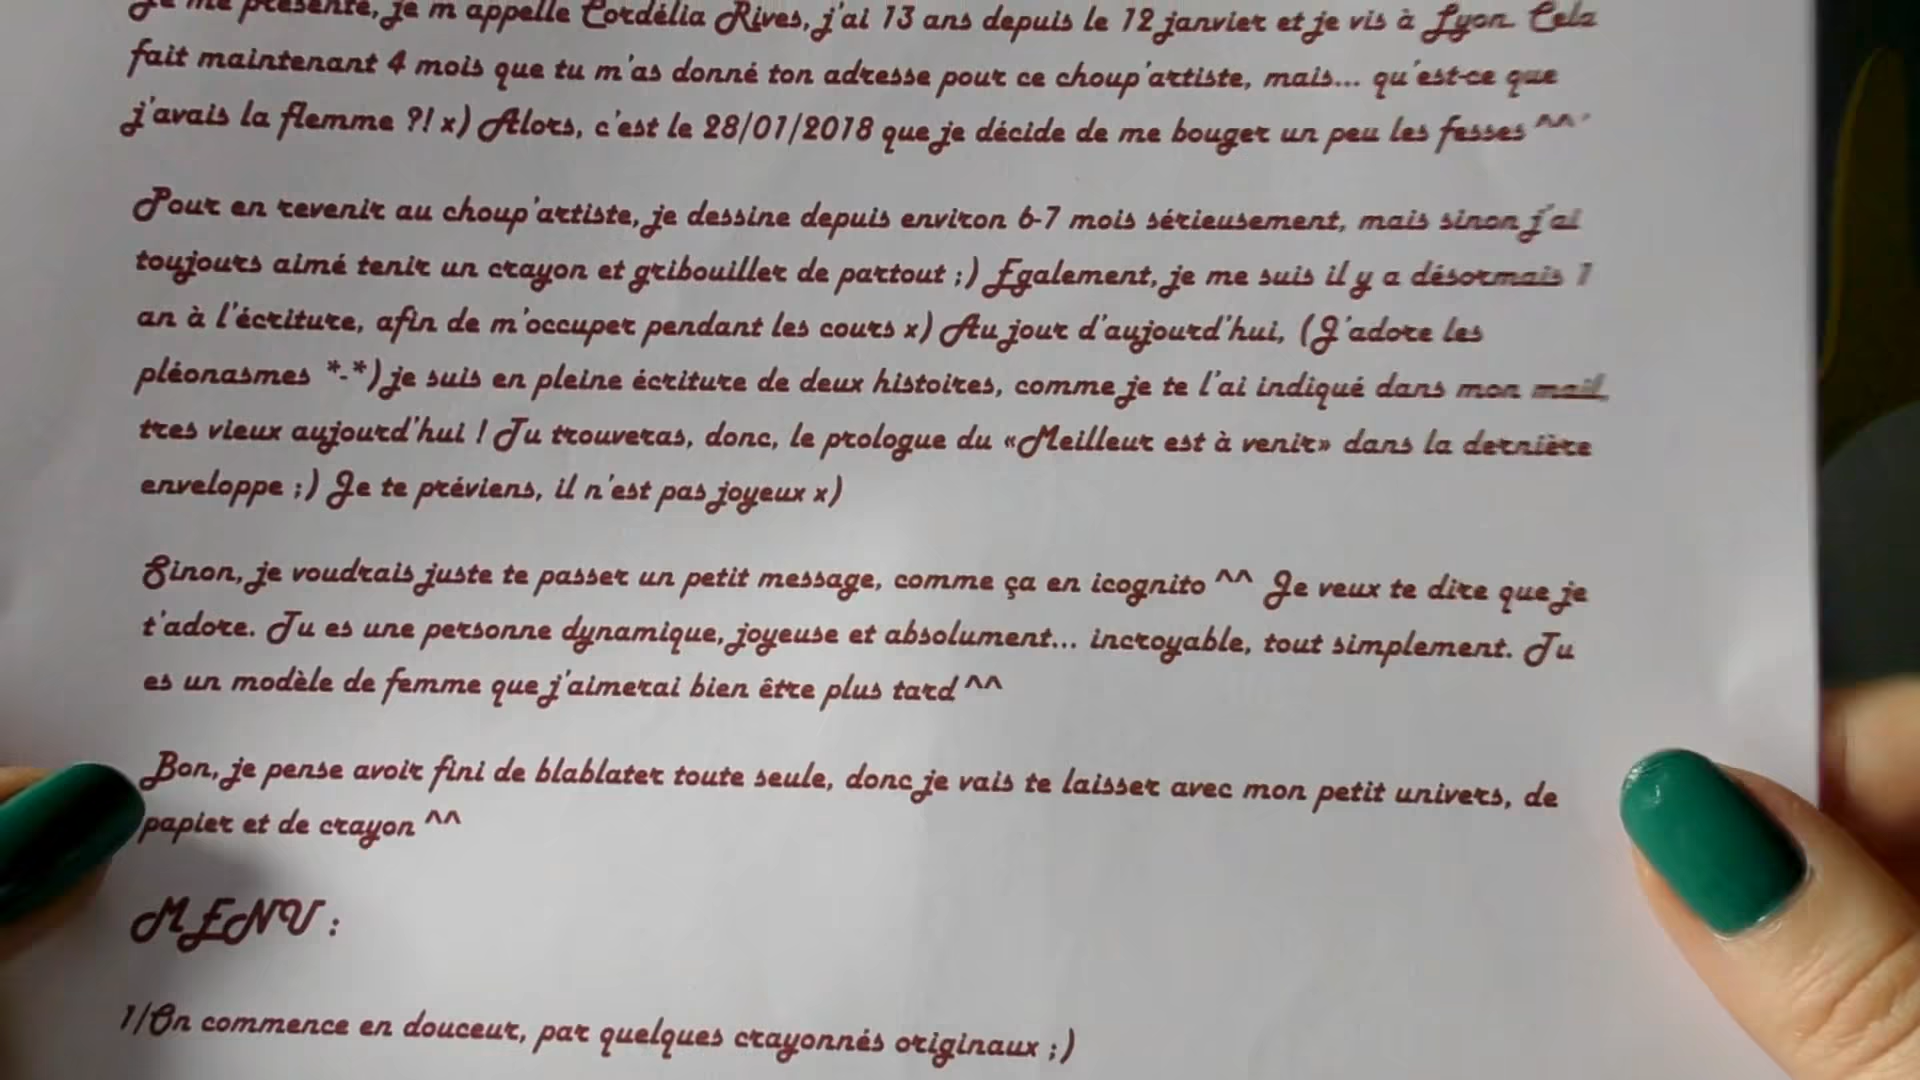 Je me présente, je m'appelle Cordélia Rives, j'ai 13 ans depuis le 12 janvier et je vis à Lyon. Cela
fait maintenant 4 mois que tu m'as donné ton adresse pour ce choup'artiste, mais... qu'est-ce que
j'avais la flemme ?! x) Alors, c'est le 28/01/2018 que je décide de me bouger un peu les fesses ^^'
Pour en revenir au choup'artiste, je dessine depuis environ 6-7 mois sérieusement, mais sinon j'ai
toujours aimé tenir un crayon et gribouiller de partout ;) Egalement, je me suis il y a désormais 1
an à l'écriture, afin de m'occuper pendant les cours x) Au jour d'aujourd'hui, (J'adore les
pléonasmes *-*) je suis en pleine écriture de deux histoires, comme je te l'ai indiqué dans mon mail,
tres vieux aujourd'hui ! Tu trouveras, donc, le prologue du «Meilleur est à venir» dans la dernière
enveloppe ;) Je te préviens, il n'est pas joyeux x)
Sinon, je voudrais juste te passer un petit message, comme ça en icognito ^^ Je veux te dire que je
t'adore. Tu es une personne dynamique, joyeuse et absolument... incroyable, tout simplement. Tu
es un modèle de femme que j'aimerai bien être plus tard ^^
Bon, je pense avoir fini de blablater toute seule, donc je vais te laisser avec mon petit univers, de
papier et de crayon ^^
MENU :
1/On commence en douceur, par quelques crayonnés originaux ;)